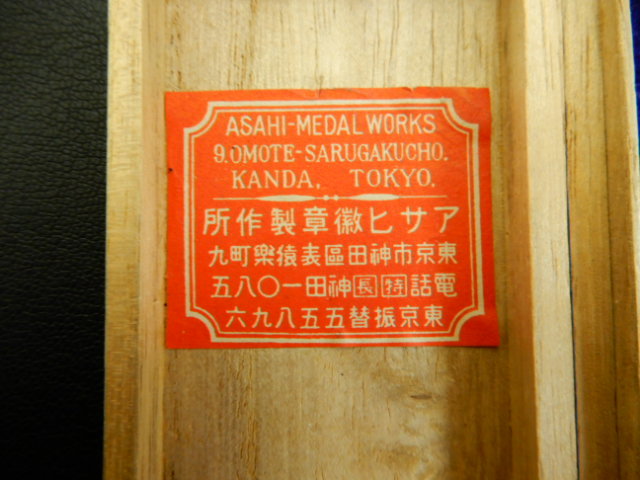 ASAHI-MEDAL WORKS
9.OMOTE-SARUGAKUCHO.
KANDA, TOKYO.
アサヒ徽章製作所
東京市神田區表猿樂町九
電話特長神田一〇八五
東京振替五五八九六